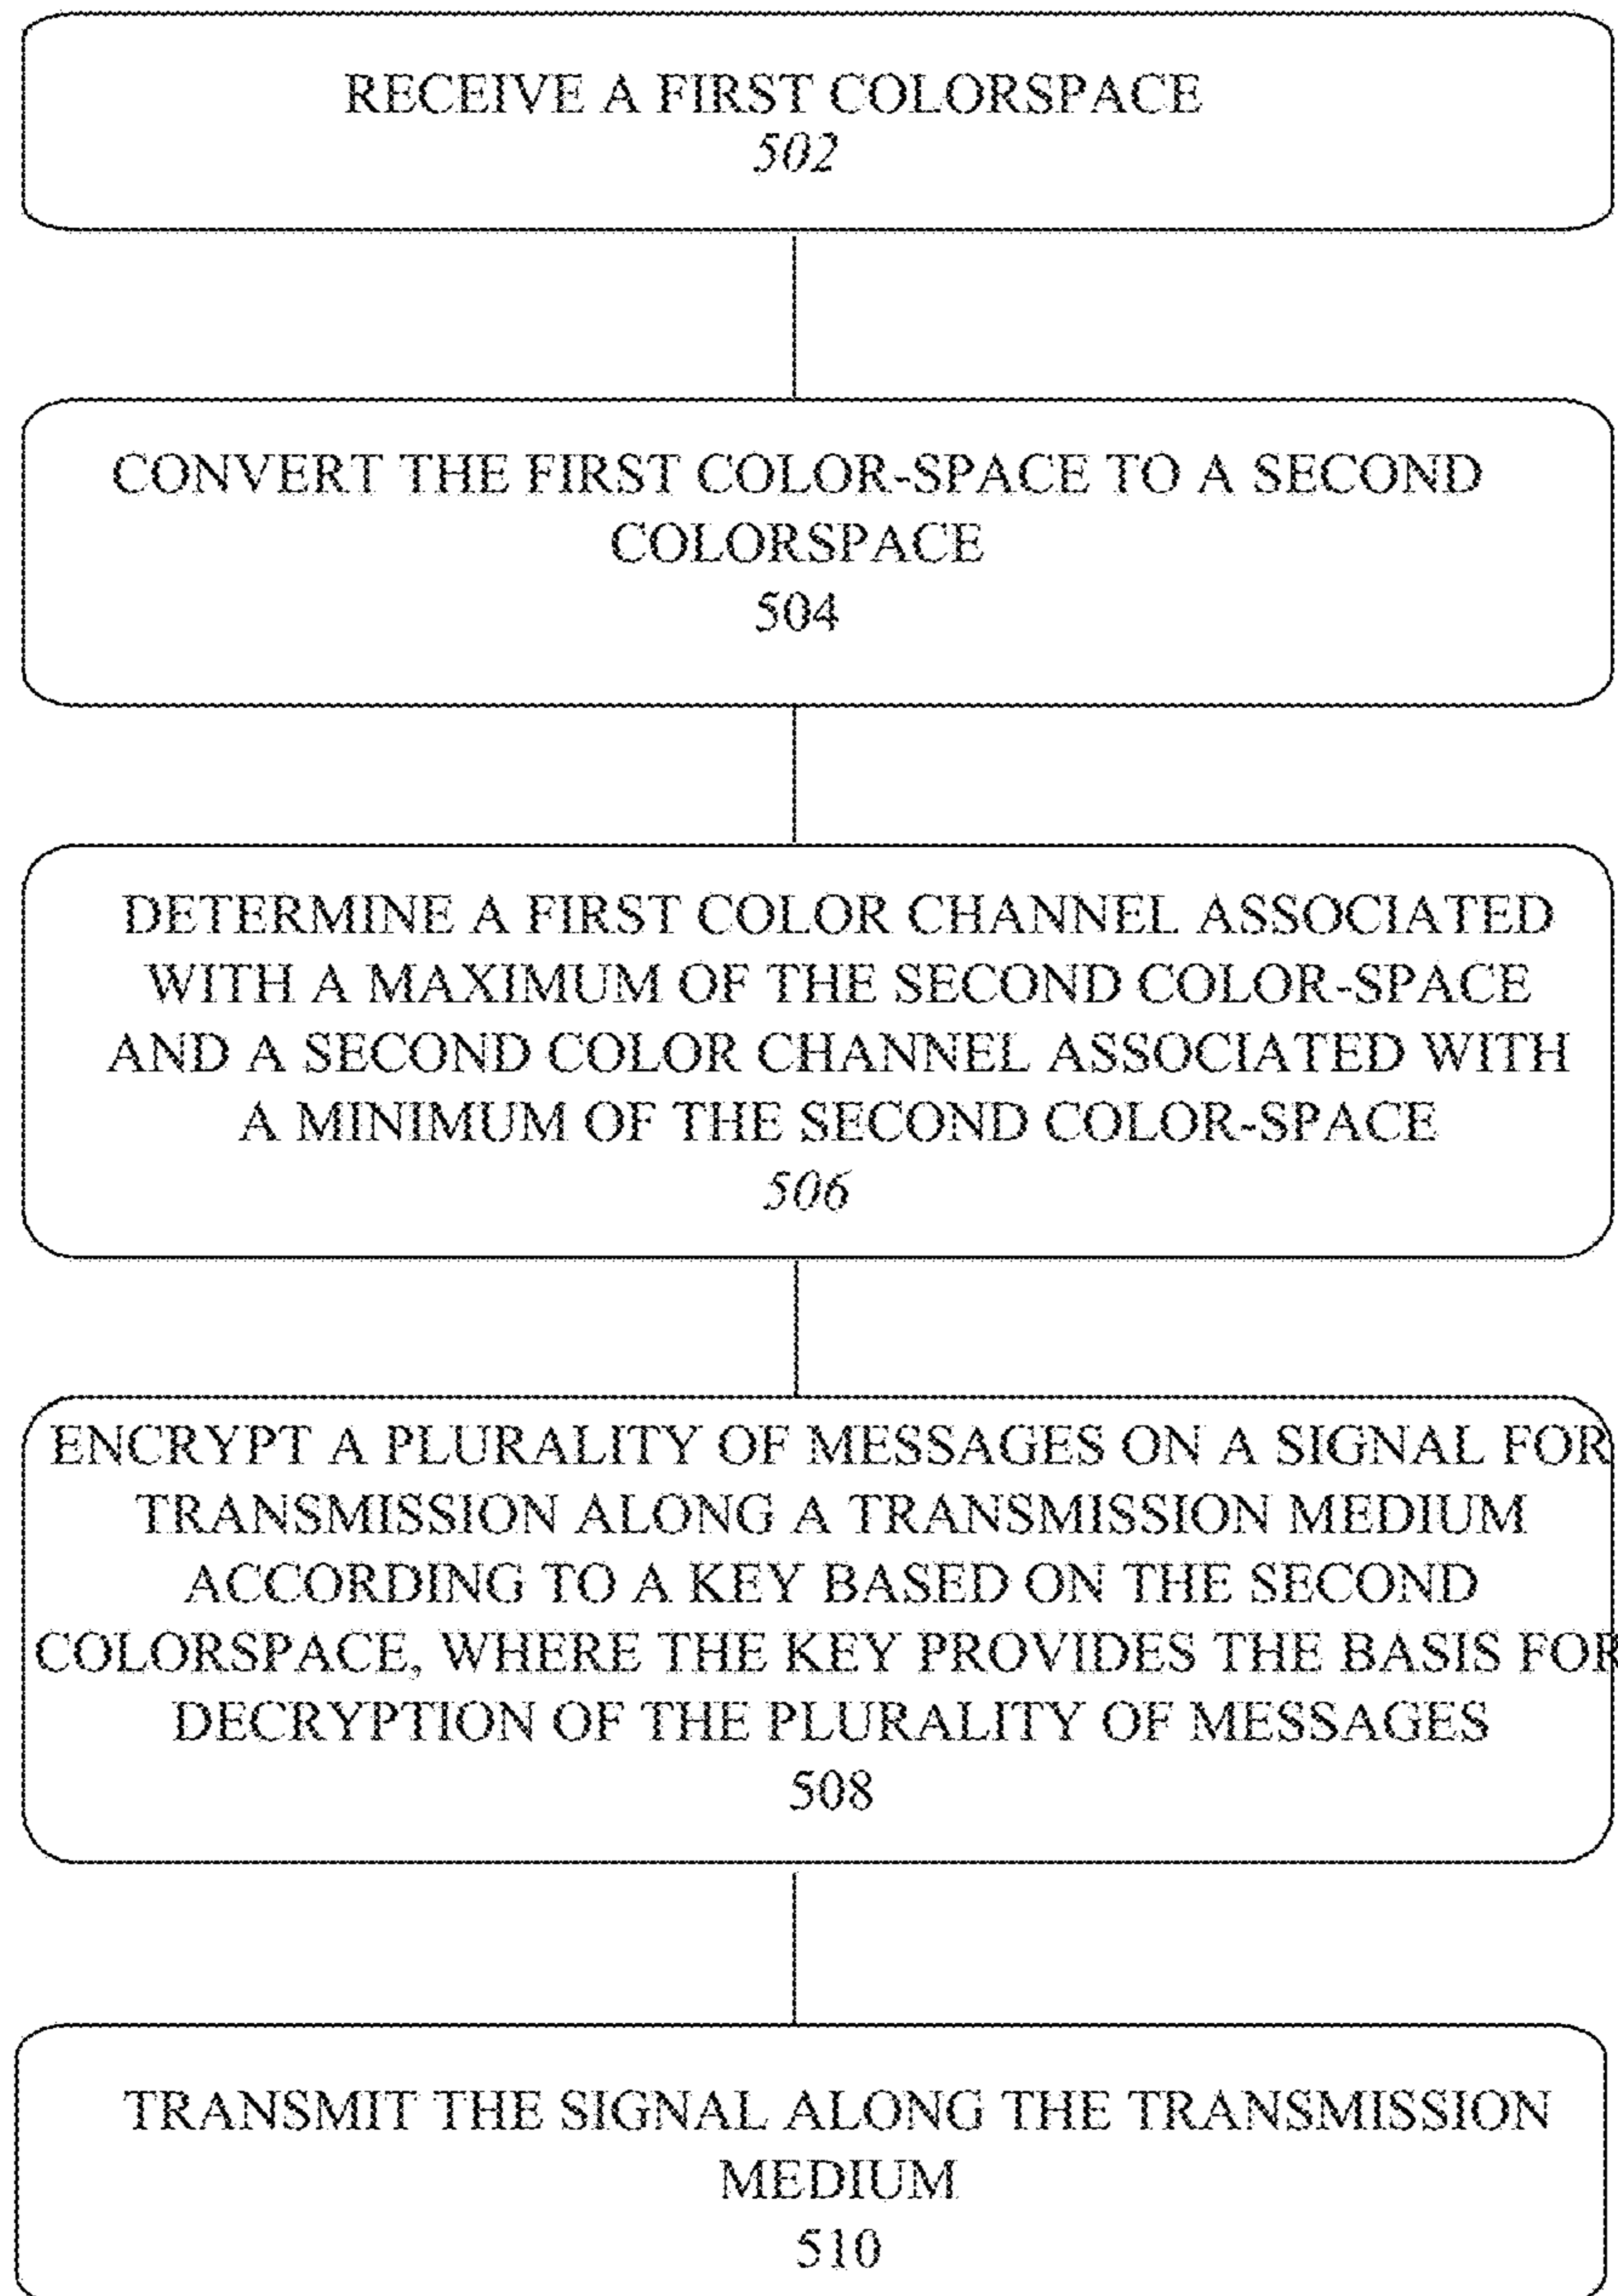 RECEIVE A FIRST COLORSPACE
502
CONVERT THE FIRST COLOR-SPACE TO A SECOND
COLORSPACE
504
DETERMINE A FIRST COLOR CHANNEL ASSOCIATED
WITH A MAXIMUM OF THE SECOND COLOR-SPACE
AND A SECOND COLOR CHANNEL ASSOCIATED WITH
A MINIMUM OF THE SECOND COLOR-SPACE
506
ENCRYPT A PLURALITY OF MESSAGES ON A SIGNAL FOR
TRANSMISSION ALONG A TRANSMISSION MEDIUM
ACCORDING TO A KEY BASED ON THE SECOND
COLORSPACE, WHERE THE KEY PROVIDES THE BASIS FOR
DECRYPTION OF THE PLURALITY OF MESSAGES
508
TRANSMIT THE SIGNAL ALONG THE TRANSMISSION
MEDIUM
510